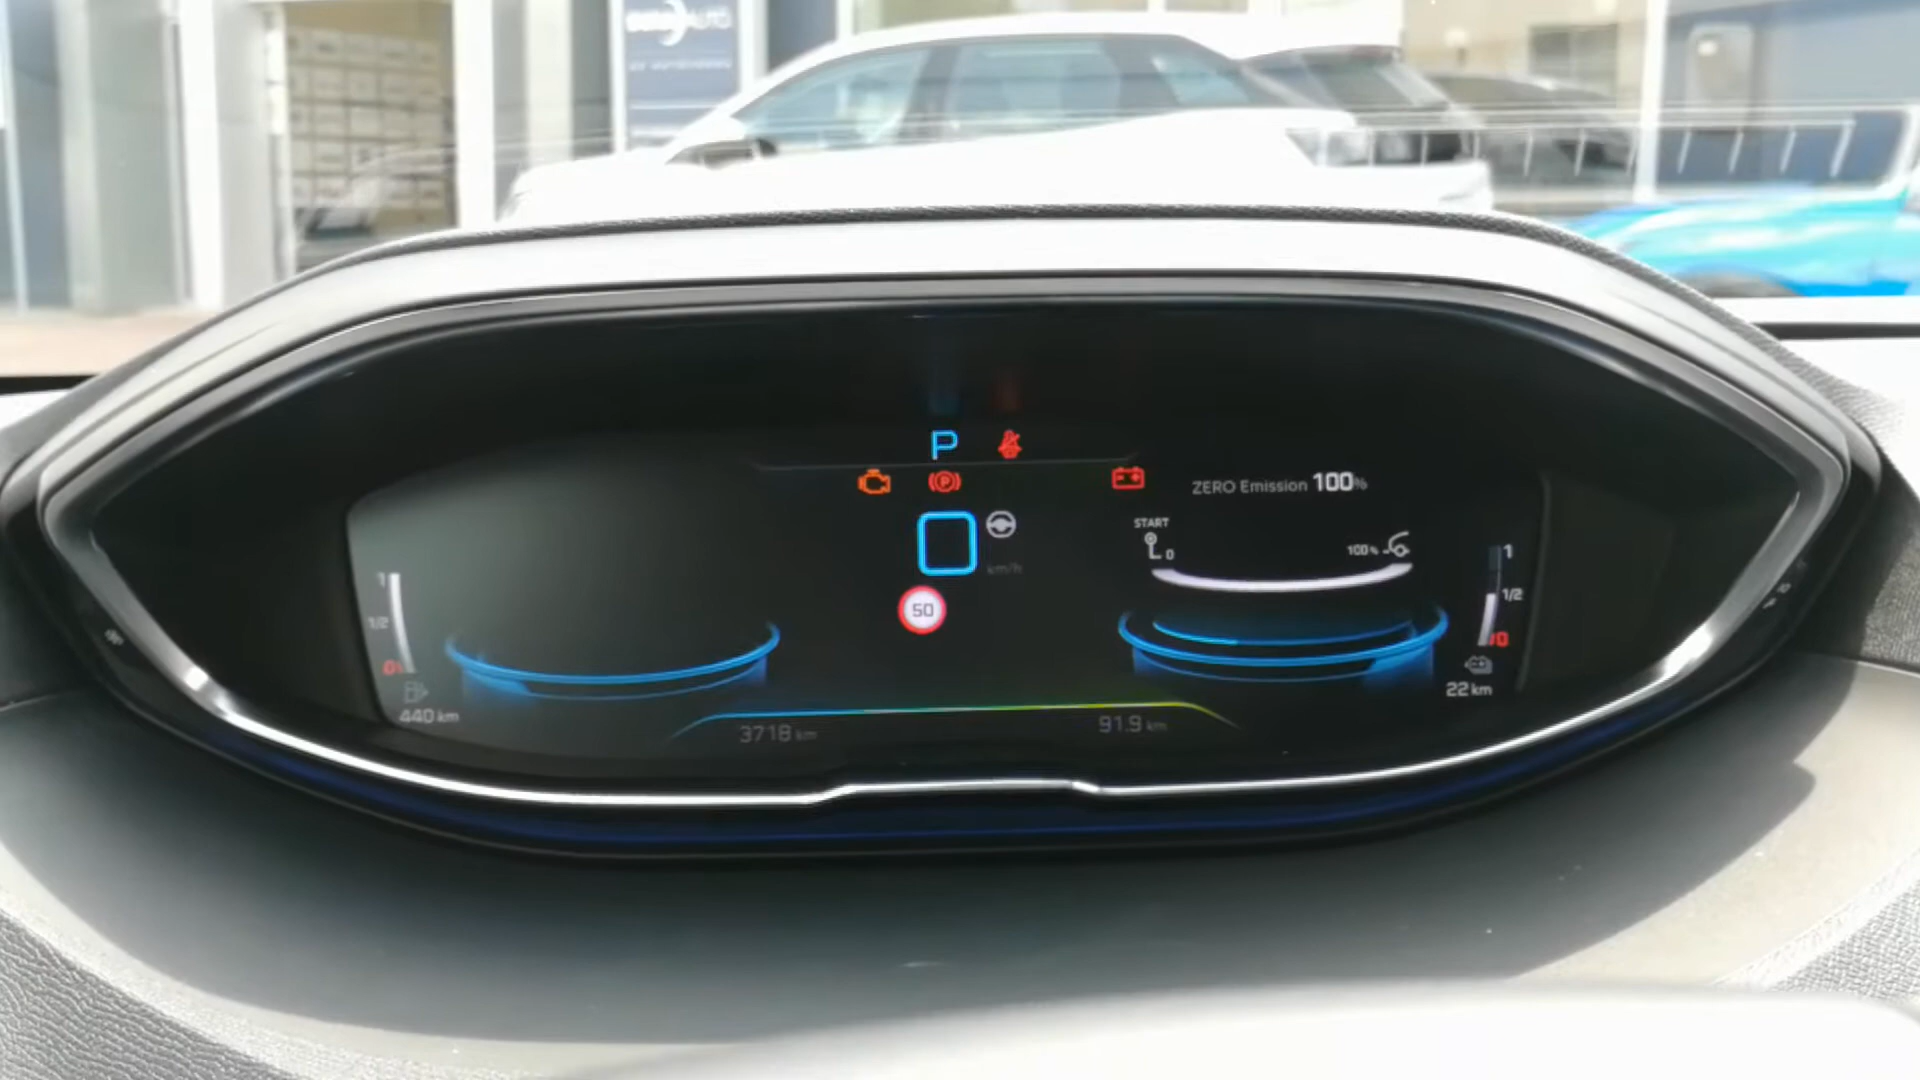 P
P
ZERO Emission 100%
START
0
100%
km/h
50
1
1/2
0
440 km
1
1/2
0
22 km
3718 km
91.9 km